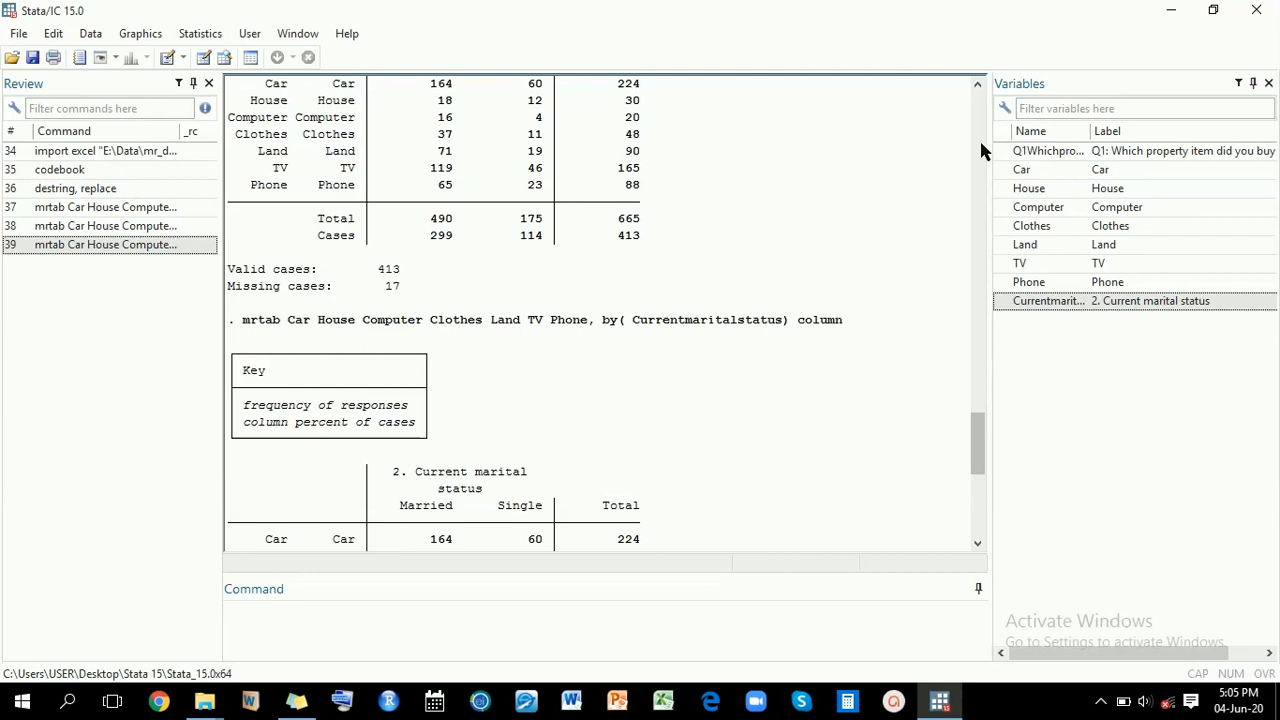 Stata/IC 15.0
File Edit Data Graphics Statistics User Window Help
Review
Filter commands here
# Command _rc
34 import excel "E:\Data\mr_d...
35 codebook
36 destring, replace
37 mrtab Car House Compute...
38 mrtab Car House Compute...
39 mrtab Car House Compute...
Car Car 164 60 224
House House 18 12 30
Computer Computer 16 4 20
Clothes Clothes 37 11 48
Land Land 71 19 90
TV TV 119 46 165
Phone Phone 65 23 88
Total 490 175 665
Cases 299 114 413
Valid cases: 413
Missing cases: 17
. mrtab Car House Computer Clothes Land TV Phone, by( Currentmaritalstatus) column
Key
frequency of responses
column percent of cases
2. Current marital
status
Married Single Total
Car Car 164 60 224
Command
Variables
Filter variables here
Name Label
Q1Whichpro... Q1: Which property item did you buy
Car Car
House House
Computer Computer
Clothes Clothes
Land Land
TV TV
Phone Phone
Currentmarit... 2. Current marital status
Activate Windows
Go to Settings to activate Windows.
C:\Users\USER\Desktop\Stata 15\Stata_15.0x64
CAP NUM OVR
5:05 PM
04-Jun-20